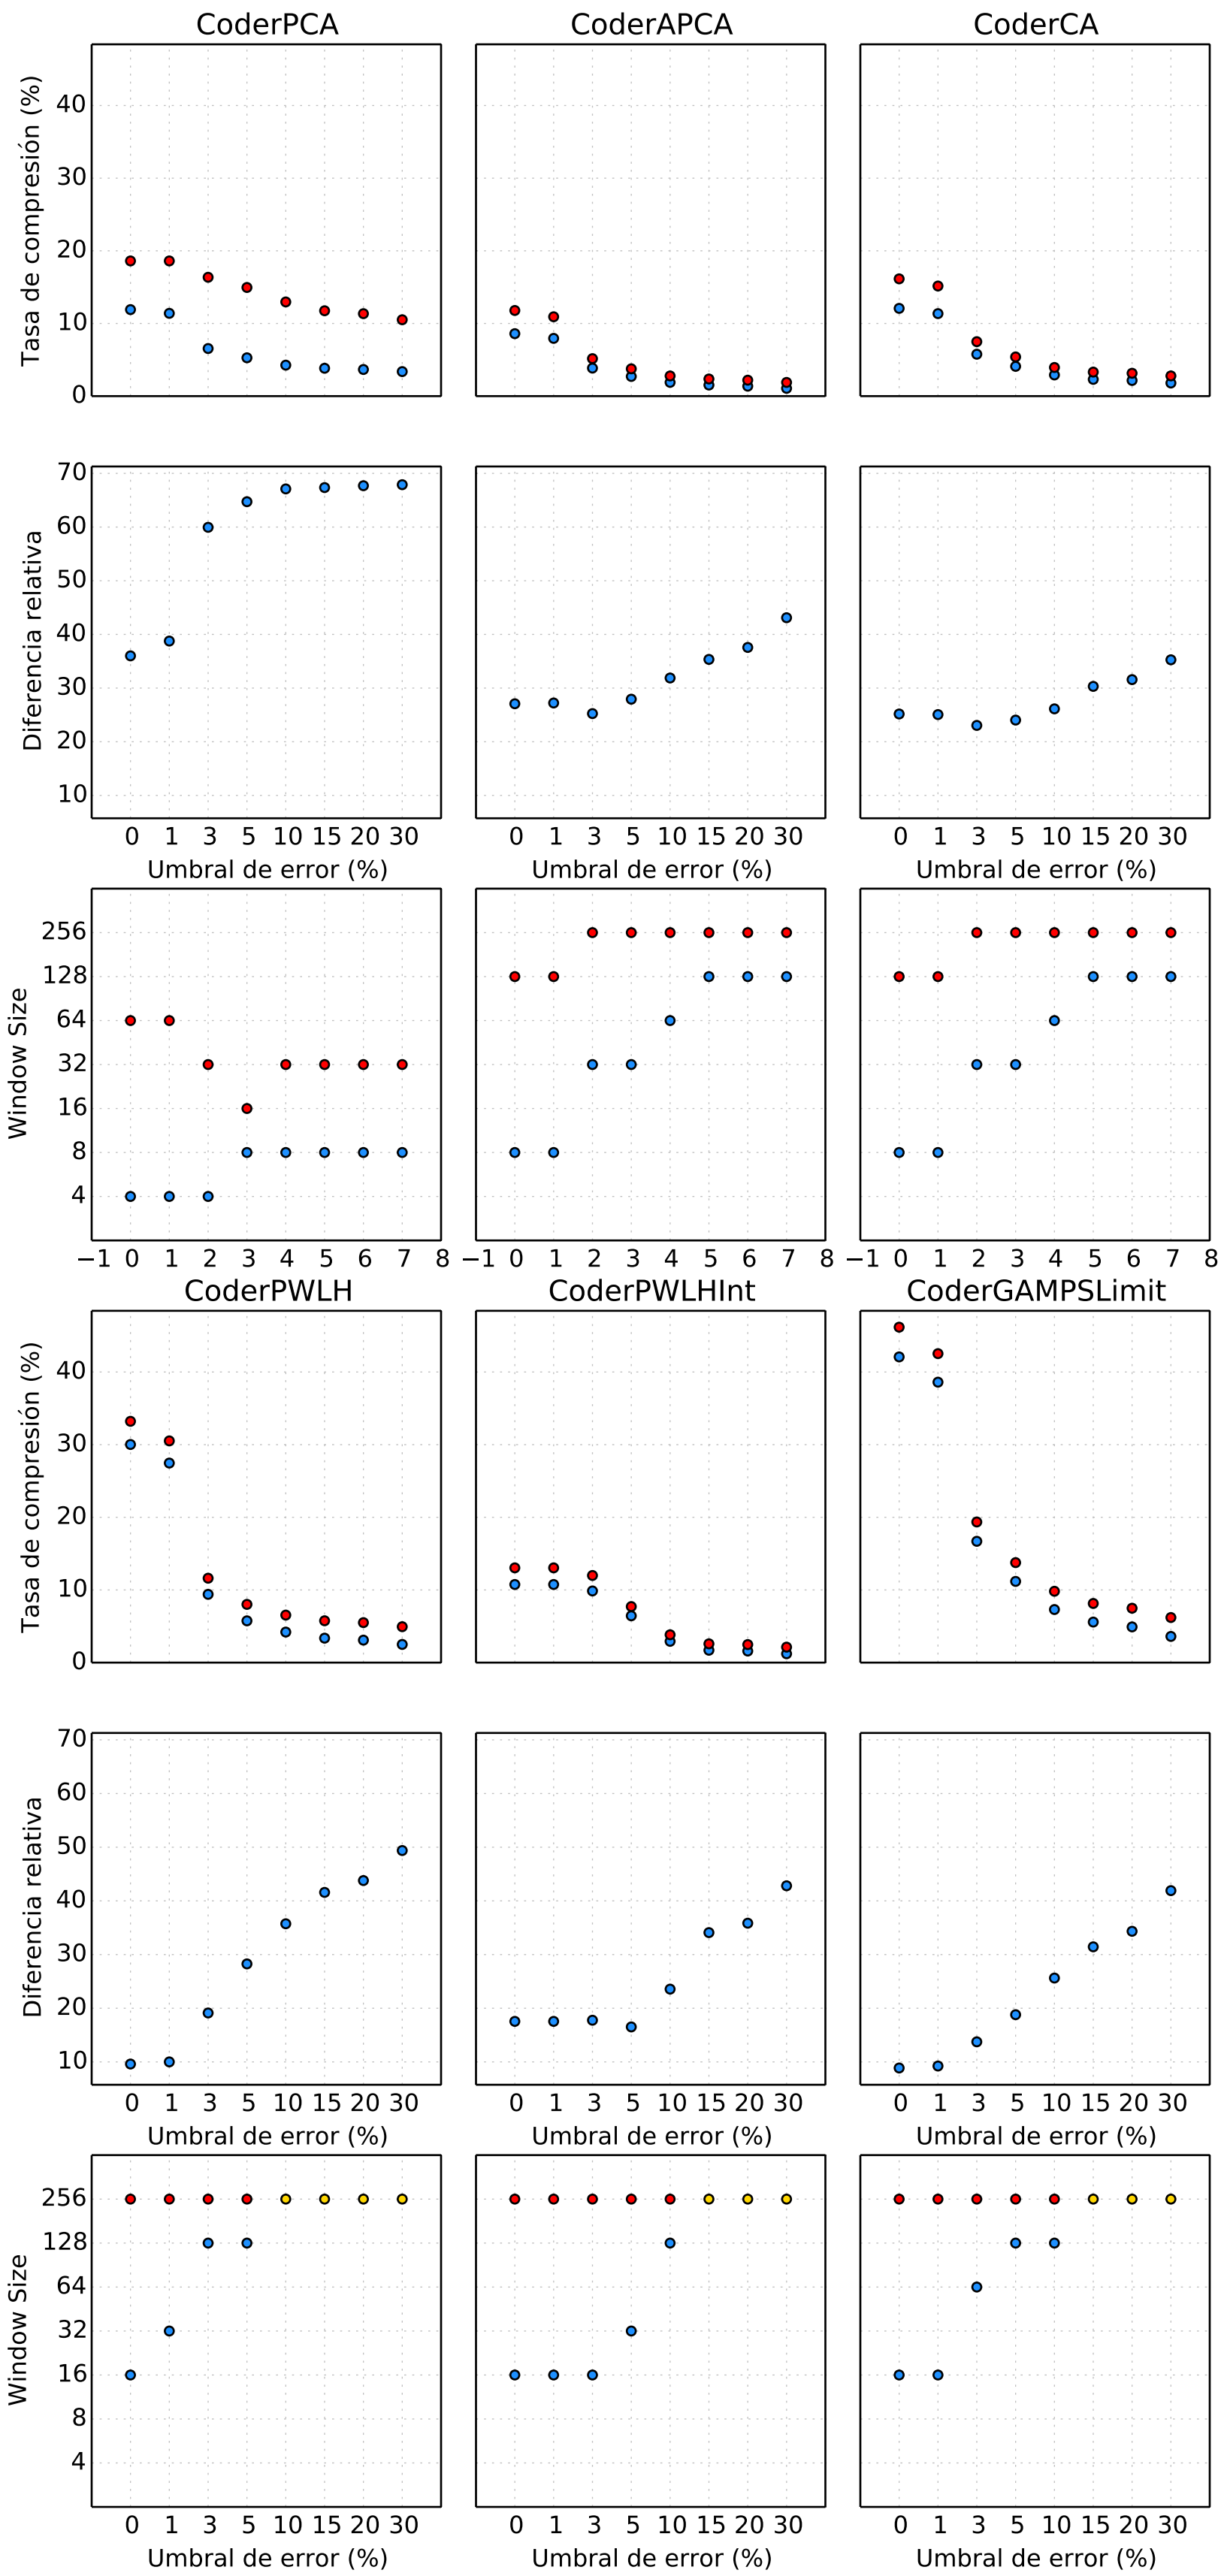 CoderPCA CoderAPCA CoderCA
Tasa de compresión (%)
40
30
20
10
0
Diferencia relativa
70
60
50
40
30
20
10
0 1 3 5 10 15 20 30 0 1 3 5 10 15 20 30 0 1 3 5 10 15 20 30
Umbral de error (%) Umbral de error (%) Umbral de error (%)
Window Size
256
128
64
32
16
8
4
−1 0 1 2 3 4 5 6 7 8 −1 0 1 2 3 4 5 6 7 8 −1 0 1 2 3 4 5 6 7 8
CoderPWLH CoderPWLHInt CoderGAMPSLimit
Tasa de compresión (%)
40
30
20
10
0
Diferencia relativa
70
60
50
40
30
20
10
0 1 3 5 10 15 20 30 0 1 3 5 10 15 20 30 0 1 3 5 10 15 20 30
Umbral de error (%) Umbral de error (%) Umbral de error (%)
Window Size
256
128
64
32
16
8
4
0 1 3 5 10 15 20 30 0 1 3 5 10 15 20 30 0 1 3 5 10 15 20 30
Umbral de error (%) Umbral de error (%) Umbral de error (%)